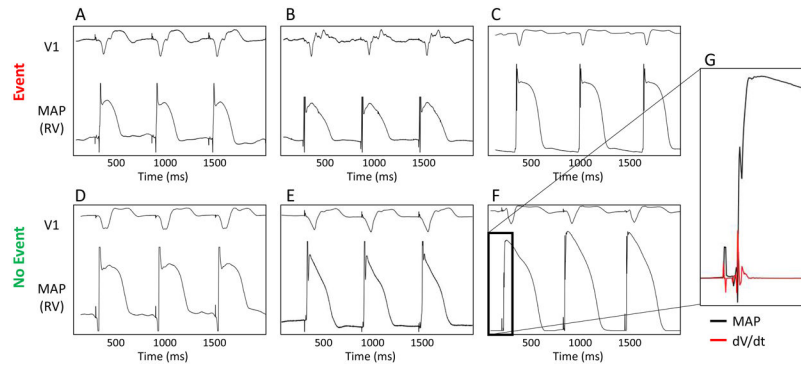 A
B
C
G
V1
Event
MAP
(RV)
500 1000 1500
500 1000 1500
500 1000 1500
Time (ms)
Time (ms)
Time (ms)
D
E
F
V1
No Event
MAP
(RV)
500 1000 1500
500 1000 1500
500 1000 1500
Time (ms)
Time (ms)
Time (ms)
MAP
dV/dt